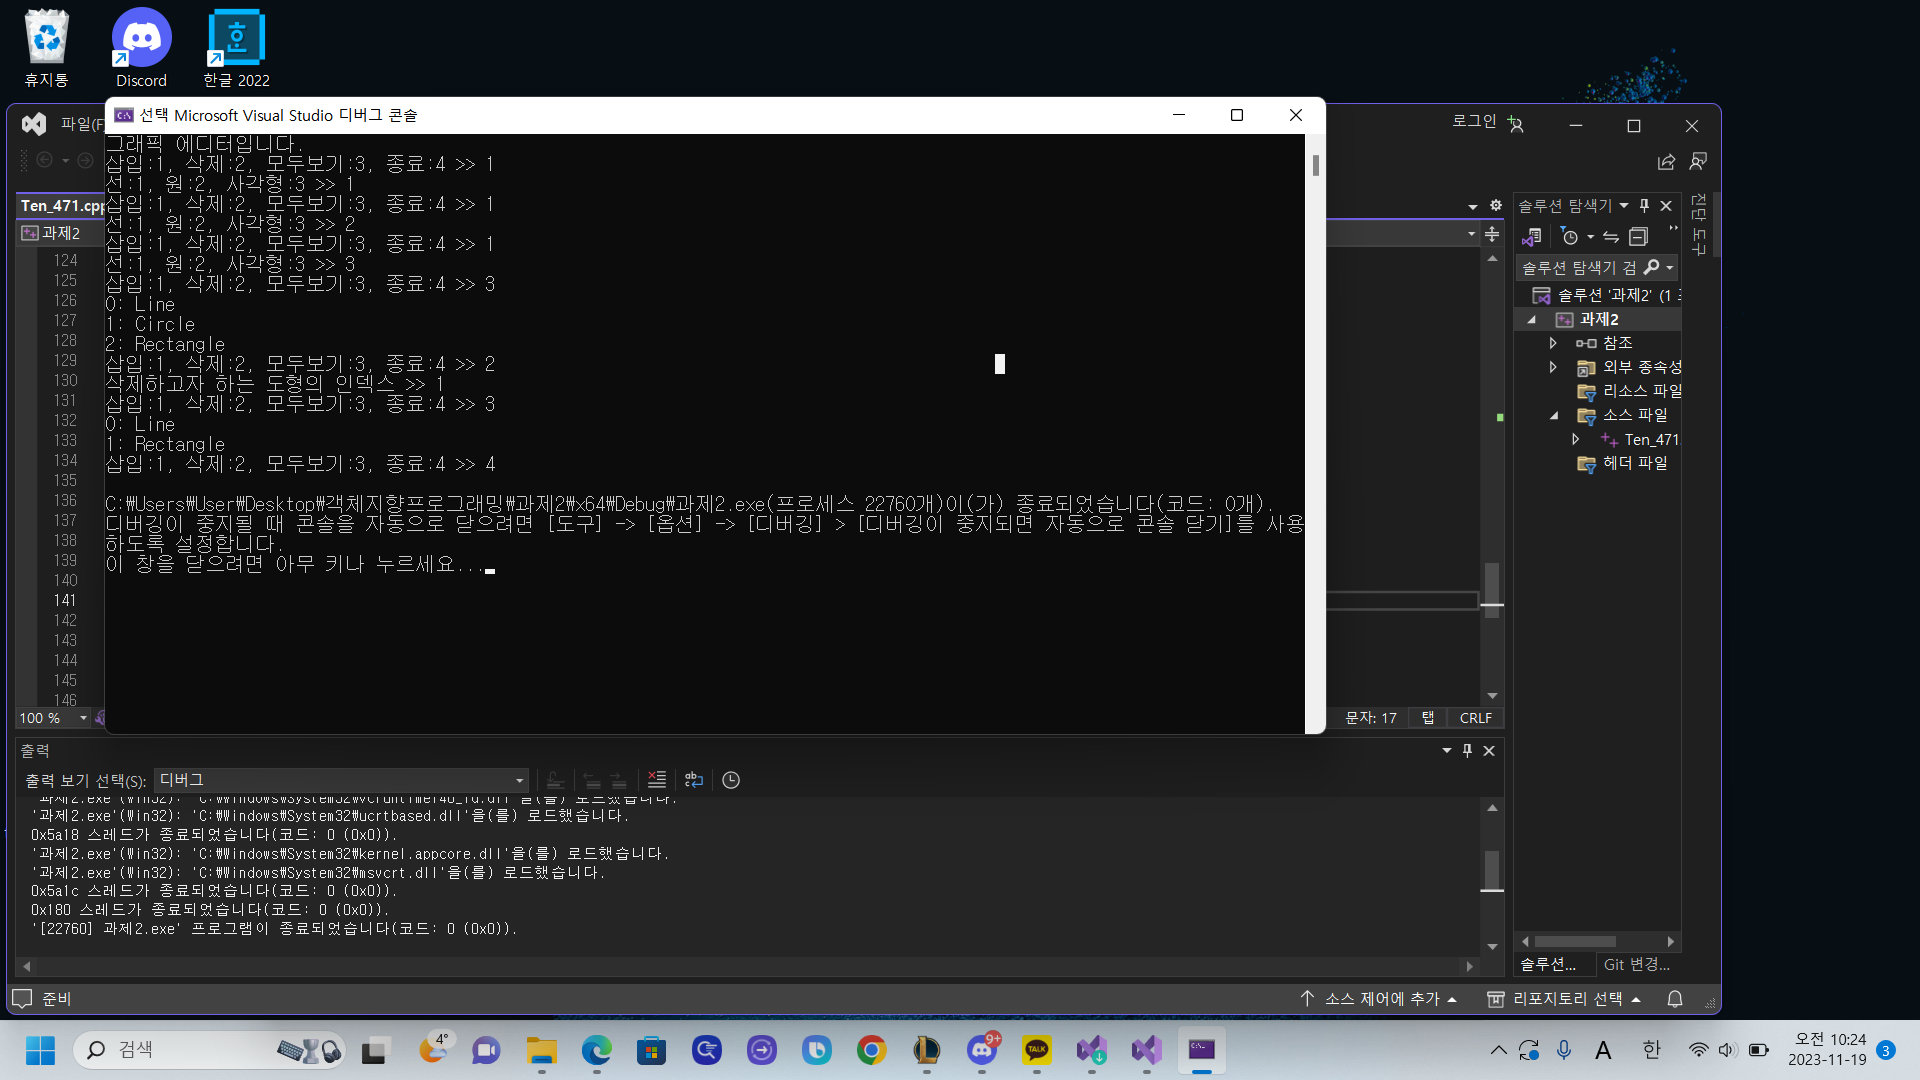 휴지통
Discord
한글 2022
선택 Microsoft Visual Studio 디버그 콘솔
그래픽 에디터입니다.
삽입:1, 삭제:2, 모두보기:3, 종료:4 >> 1
선:1, 원:2, 사각형:3 >> 1
삽입:1, 삭제:2, 모두보기:3, 종료:4 >> 1
선:1, 원:2, 사각형:3 >> 2
삽입:1, 삭제:2, 모두보기:3, 종료:4 >> 1
선:1, 원:2, 사각형:3 >> 3
삽입:1, 삭제:2, 모두보기:3, 종료:4 >> 3
0: Line
1: Circle
2: Rectangle
삽입:1, 삭제:2, 모두보기:3, 종료:4 >> 2
삭제하고자 하는 도형의 인덱스 >> 1
삽입:1, 삭제:2, 모두보기:3, 종료:4 >> 3
0: Line
1: Rectangle
삽입:1, 삭제:2, 모두보기:3, 종료:4 >> 4
C:₩Users₩User₩Desktop₩객체지향프로그래밍₩과제2₩x64₩Debug₩과제2.exe(프로세스 22760개)이(가) 종료되었습니다(코드: 0개).
디버깅이 중지될 때 콘솔을 자동으로 닫으려면 [도구] -> [옵션] -> [디버깅] > [디버깅이 중지되면 자동으로 콘솔 닫기]를 사용
하도록 설정합니다.
이 창을 닫으려면 아무 키나 누르세요...
파일(F
로그인
Ten_471.cpp
과제2
124
125
126
127
128
129
130
131
132
133
134
135
136
137
138
139
140
141
142
143
144
145
146
100 %
문자: 17
탭
CRLF
솔루션 탐색기
솔루션 탐색기 검
솔루션 '과제2' (1
과제2
참조
외부 종속성
리소스 파일
소스 파일
Ten_471.
헤더 파일
진단 도구
솔루션...
Git 변경...
출력
출력 보기 선택(S):
디버그
'과제2.exe'(Win32): 'C:₩Windows₩System32₩vcruntime140_1d.dll'을(를) 로드했습니다.
'과제2.exe'(Win32): 'C:₩Windows₩System32₩ucrtbased.dll'을(를) 로드했습니다.
0x5a18 스레드가 종료되었습니다(코드: 0 (0x0)).
'과제2.exe'(Win32): 'C:₩Windows₩System32₩kernel.appcore.dll'을(를) 로드했습니다.
'과제2.exe'(Win32): 'C:₩Windows₩System32₩msvcrt.dll'을(를) 로드했습니다.
0x5a1c 스레드가 종료되었습니다(코드: 0 (0x0)).
0x180 스레드가 종료되었습니다(코드: 0 (0x0)).
'[22760] 과제2.exe' 프로그램이 종료되었습니다(코드: 0 (0x0)).
준비
소스 제어에 추가
리포지토리 선택
검색
4°
9+
TALK
A
한
오전 10:24
2023-11-19
3